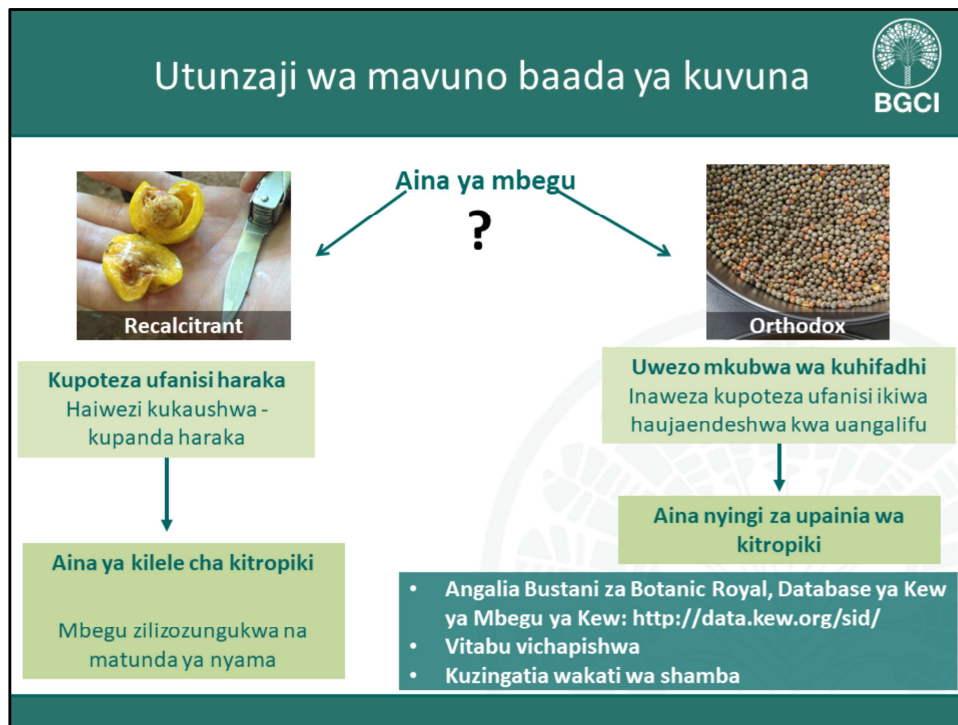 Utunzaji wa mavuno baada ya kuvuna
BGCI
Aina ya mbegu
?
Recalcitrant
Kupoteza ufanisi haraka
Haiwezi kukaushwa -
kupanda haraka
Aina ya kilele cha kitropiki
Mbegu zilizozungukwa na
matunda ya nyama
Orthodox
Uwezo mkubwa wa kuhifadhi
Inaweza kupoteza ufanisi ikiwa
haujaendeshwa kwa uangalifu
Aina nyingi za upainia wa
kitropiki
• Angalia Bustani za Botanic Royal, Database ya Kew
ya Mbegu ya Kew: http://data.kew.org/sid/
• Vitabu vichapishwa
• Kuzingatia wakati wa shamba